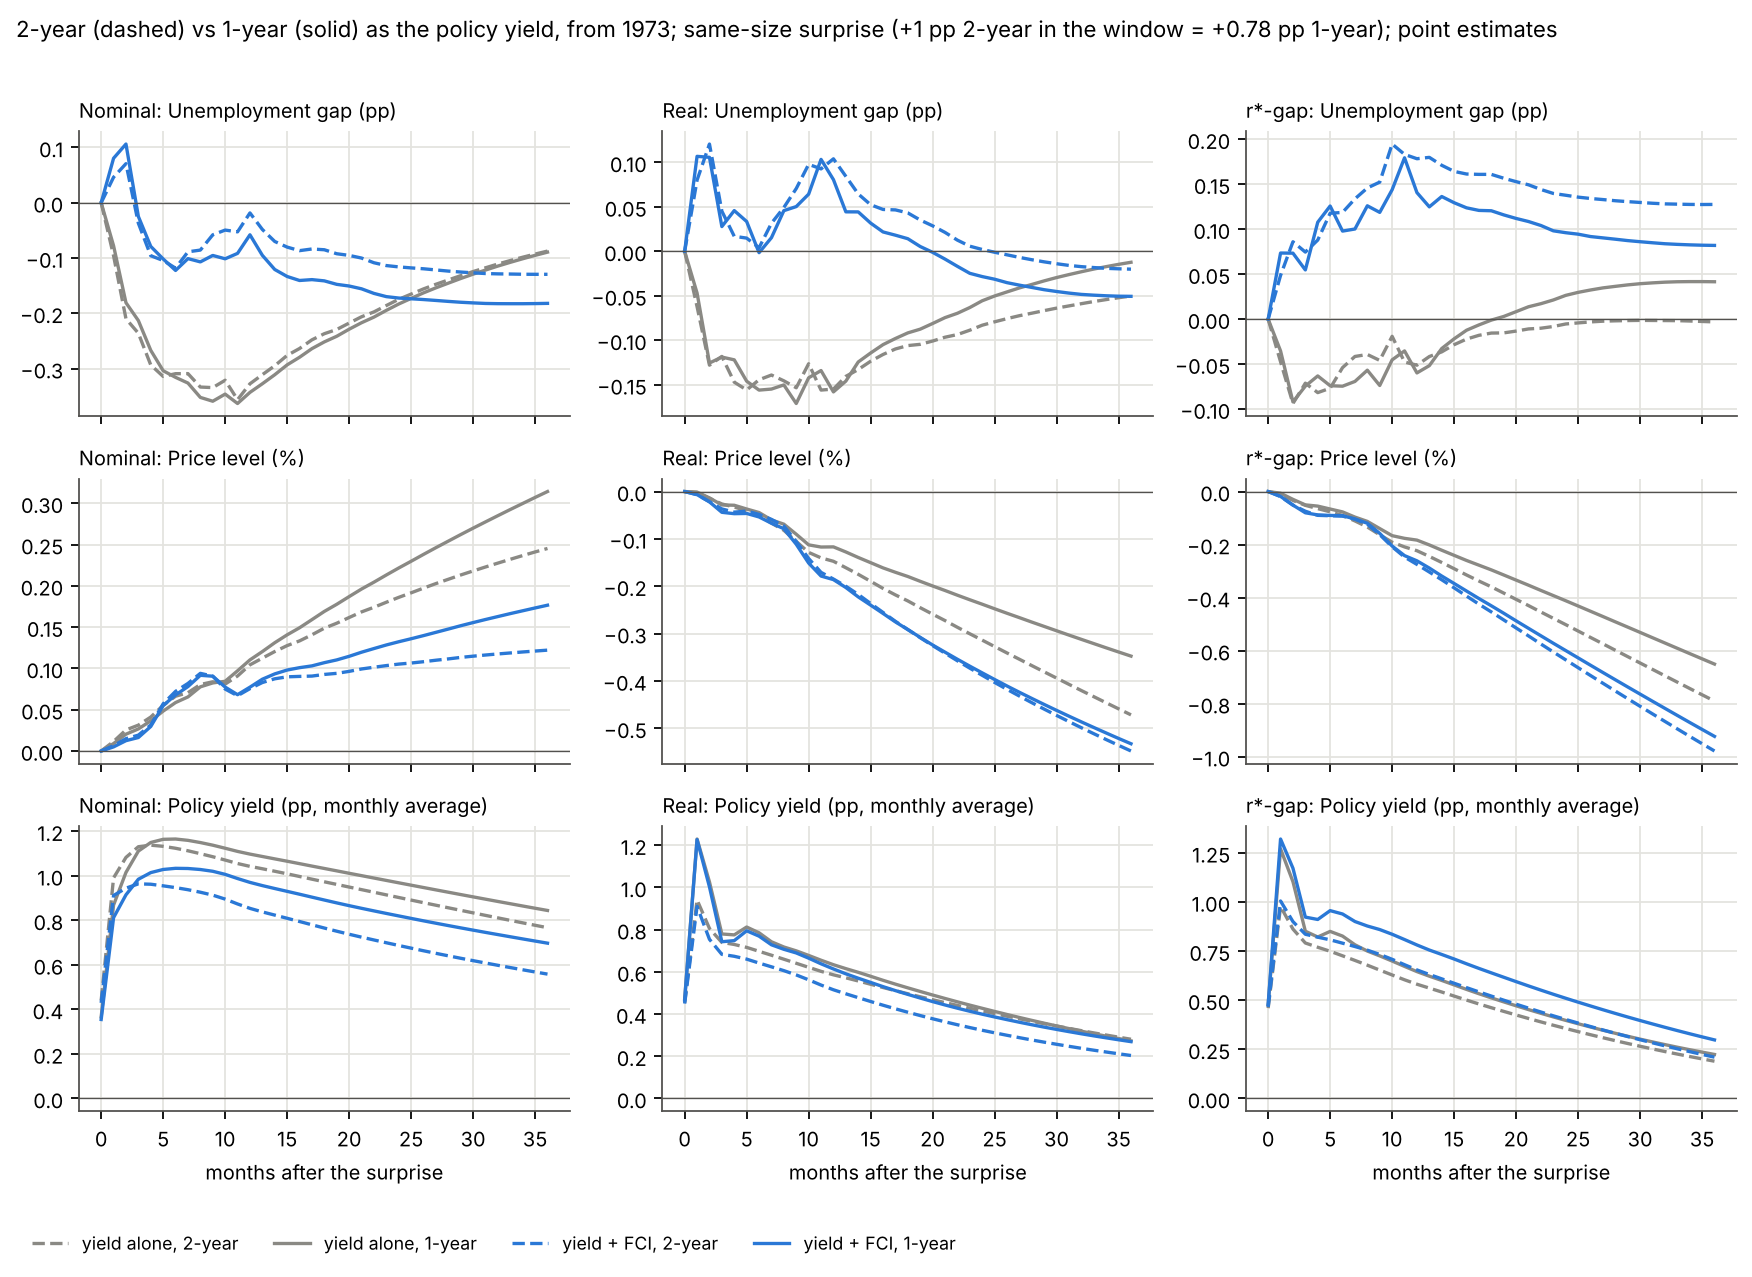 2-year (dashed) vs 1-year (solid) as the policy yield, from 1973; same-size surprise (+1 pp 2-year in the window = +0.78 pp 1-year); point estimates
Nominal: Unemployment gap (pp)
0.1
0.0
−0.1
−0.2
−0.3
Real: Unemployment gap (pp)
0.10
0.05
0.00
−0.05
−0.10
−0.15
r*-gap: Unemployment gap (pp)
0.20
0.15
0.10
0.05
0.00
−0.05
−0.10
Nominal: Price level (%)
0.30
0.25
0.20
0.15
0.10
0.05
0.00
Real: Price level (%)
0.0
−0.1
−0.2
−0.3
−0.4
−0.5
r*-gap: Price level (%)
0.0
−0.2
−0.4
−0.6
−0.8
−1.0
Nominal: Policy yield (pp, monthly average)
1.2
1.0
0.8
0.6
0.4
0.2
0.0
0 5 10 15 20 25 30 35
months after the surprise
Real: Policy yield (pp, monthly average)
1.2
1.0
0.8
0.6
0.4
0.2
0.0
0 5 10 15 20 25 30 35
months after the surprise
r*-gap: Policy yield (pp, monthly average)
1.25
1.00
0.75
0.50
0.25
0.00
0 5 10 15 20 25 30 35
months after the surprise
yield alone, 2-year
yield alone, 1-year
yield + FCI, 2-year
yield + FCI, 1-year